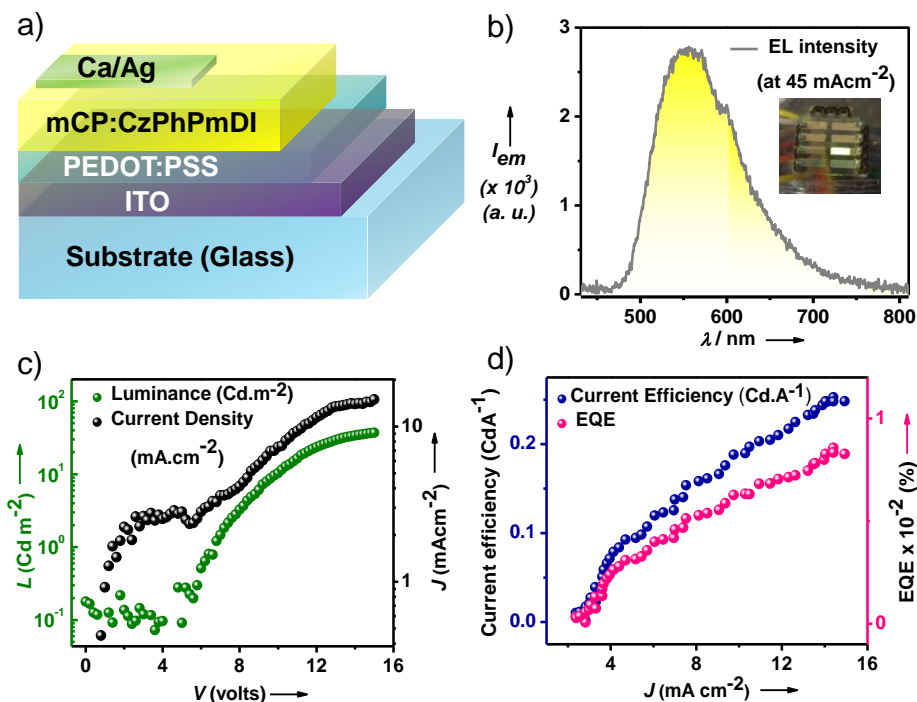 a)
Ca/Ag
mCP:CzPhPmDI
PEDOT:PSS
ITO
Substrate (Glass)
b)
3
2
1
0
I_em
(x 10³)
(a. u.)
EL intensity
(at 45 mAcm⁻²)
500 600 700 800
λ / nm
c)
10²
10¹
10⁰
10⁻¹
L (Cd m⁻²)
Luminance (Cd.m⁻²)
Current Density
(mA.cm⁻²)
10
1
J (mAcm⁻²)
0 4 8 12 16
V (volts)
d)
0.2
0.1
0.0
Current efficiency (CdA⁻¹)
Current Efficiency (Cd.A⁻¹)
EQE
1
0
EQE x 10⁻² (%)
4 8 12 16
J (mA cm⁻²)